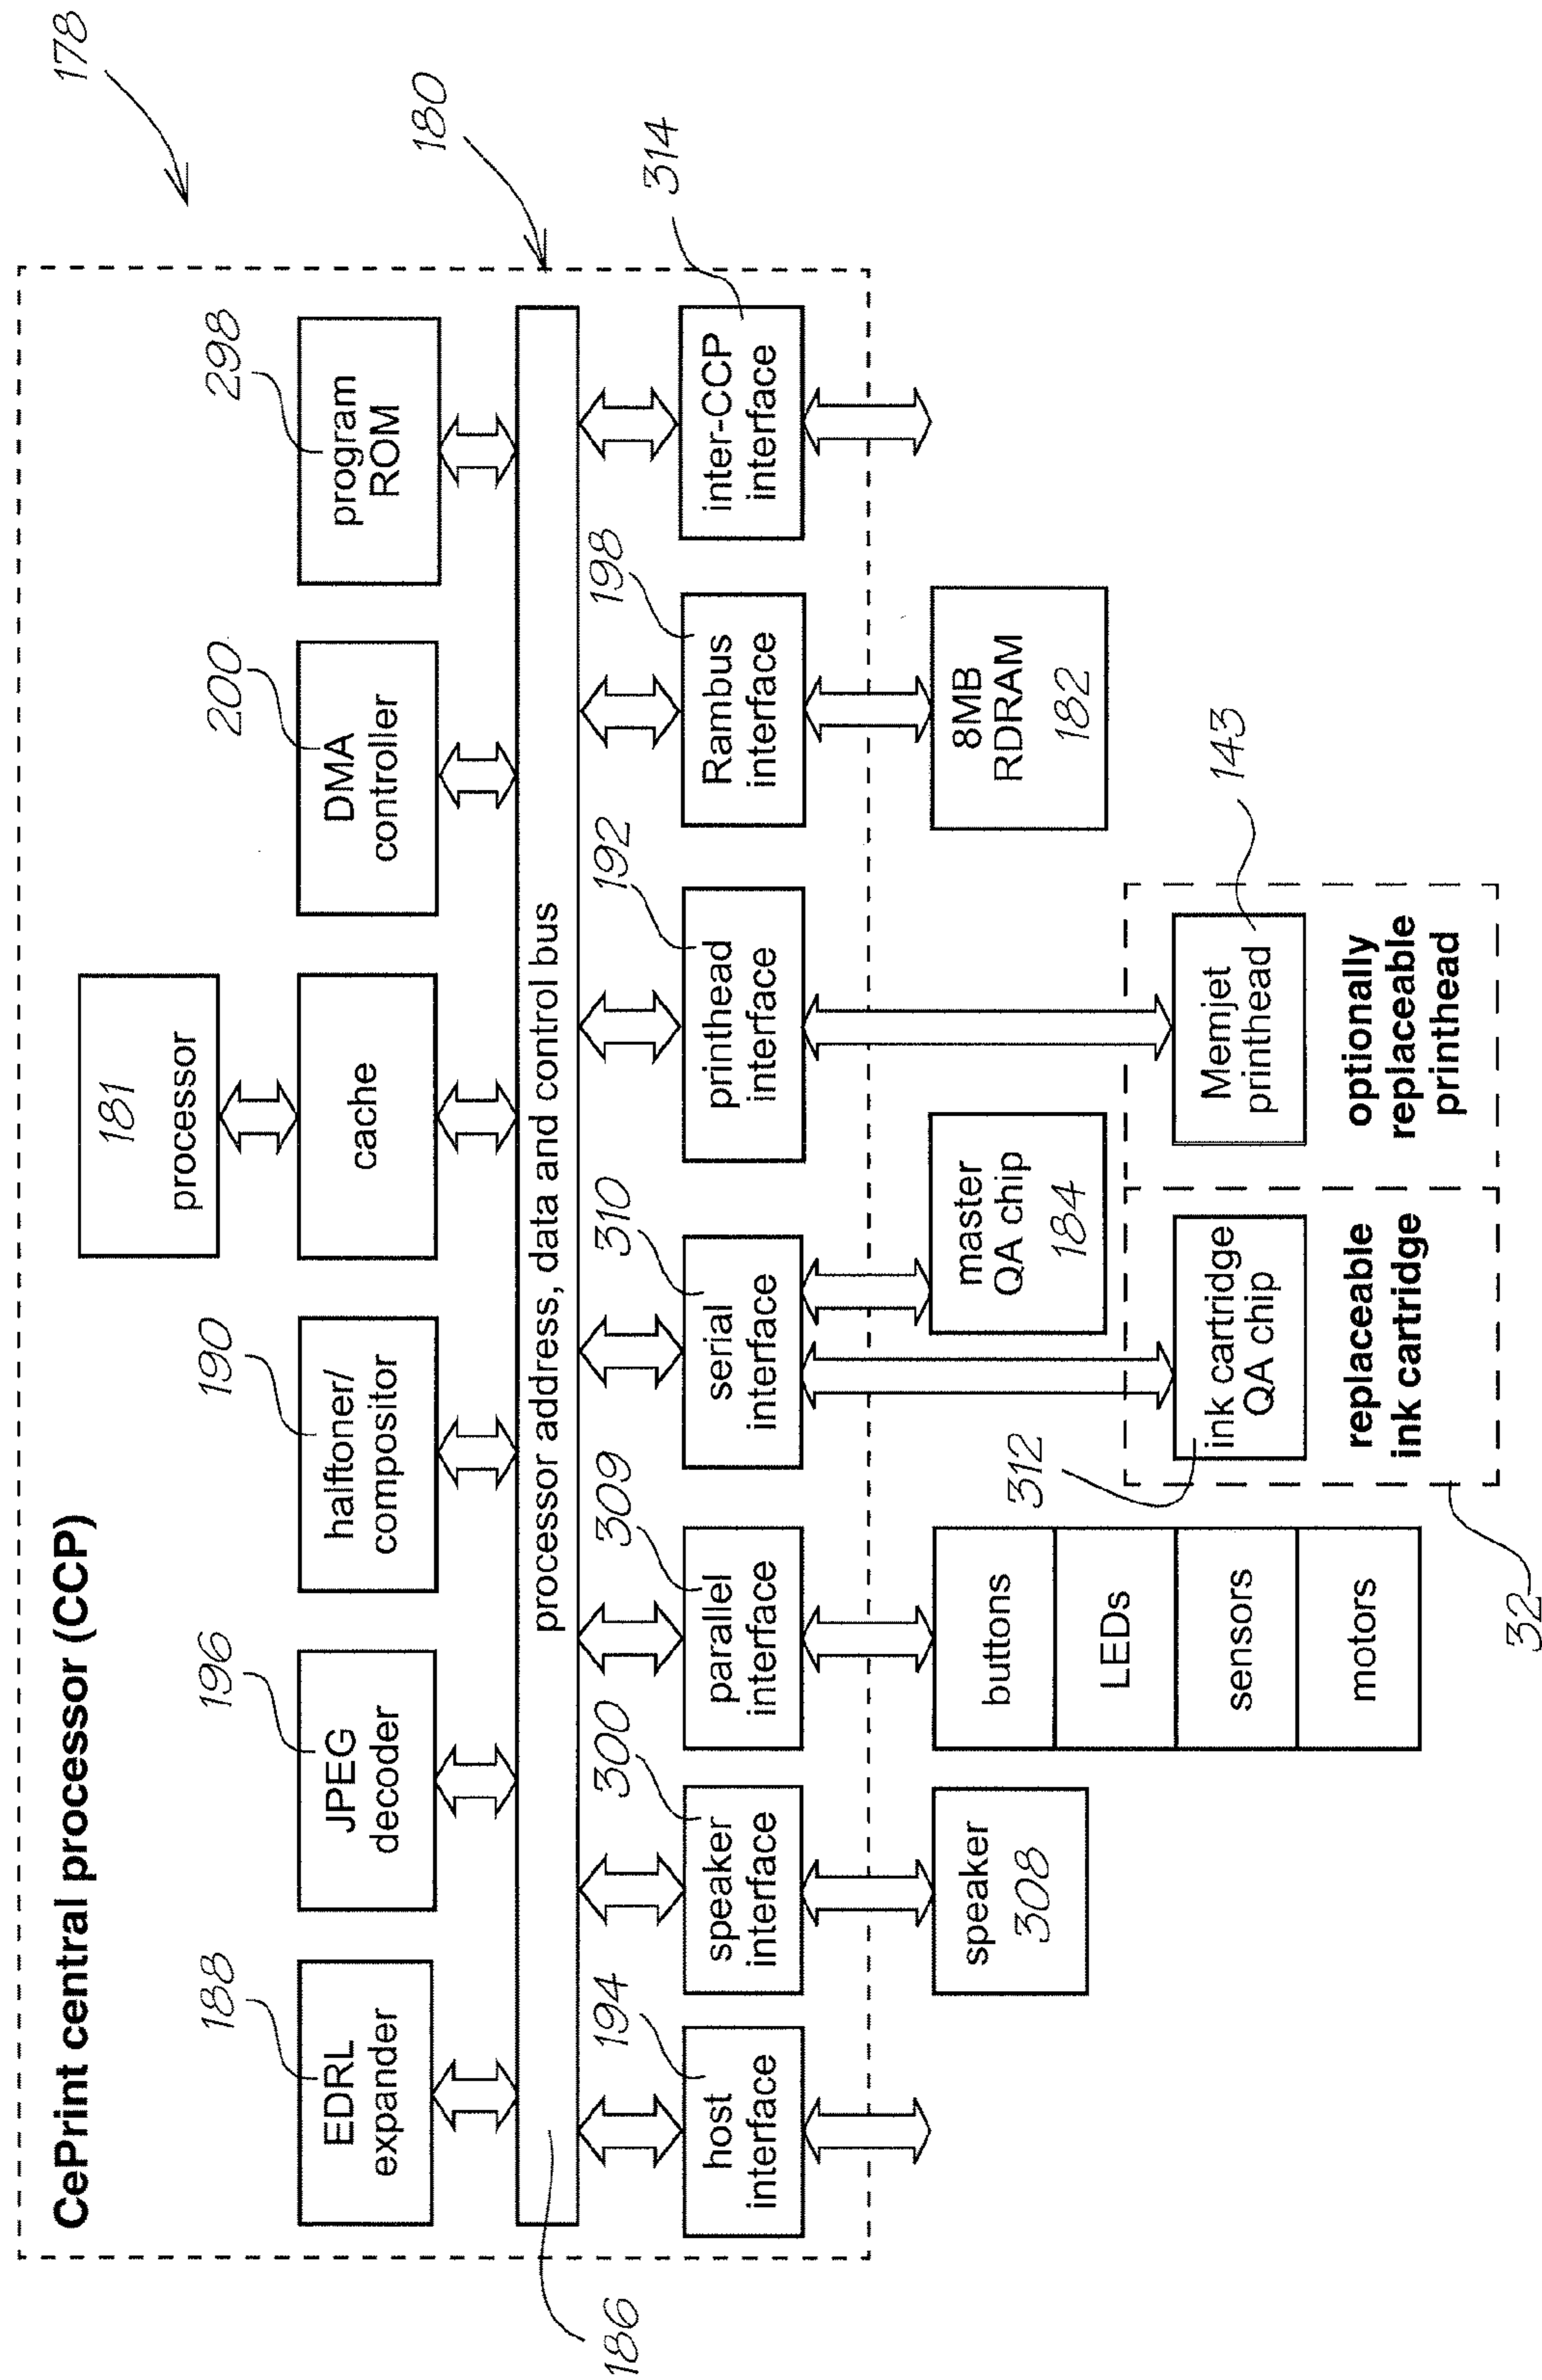 178
CePrint central processor (CCP)
180
181
processor
188
EDRL
expander
196
JPEG
decoder
190
halftoner/
compositor
cache
200
DMA
controller
298
program
ROM
processor address, data and control bus
186
194
host
interface
300
speaker
interface
309
parallel
interface
310
serial
interface
192
printhead
interface
198
Rambus
interface
314
inter-CCP
interface
speaker
308
buttons
LEDs
sensors
motors
master
QA chip
184
8MB
RDRAM
182
312
ink cartridge
QA chip
replaceable
ink cartridge
32
143
Memjet
printhead
optionally
replaceable
printhead